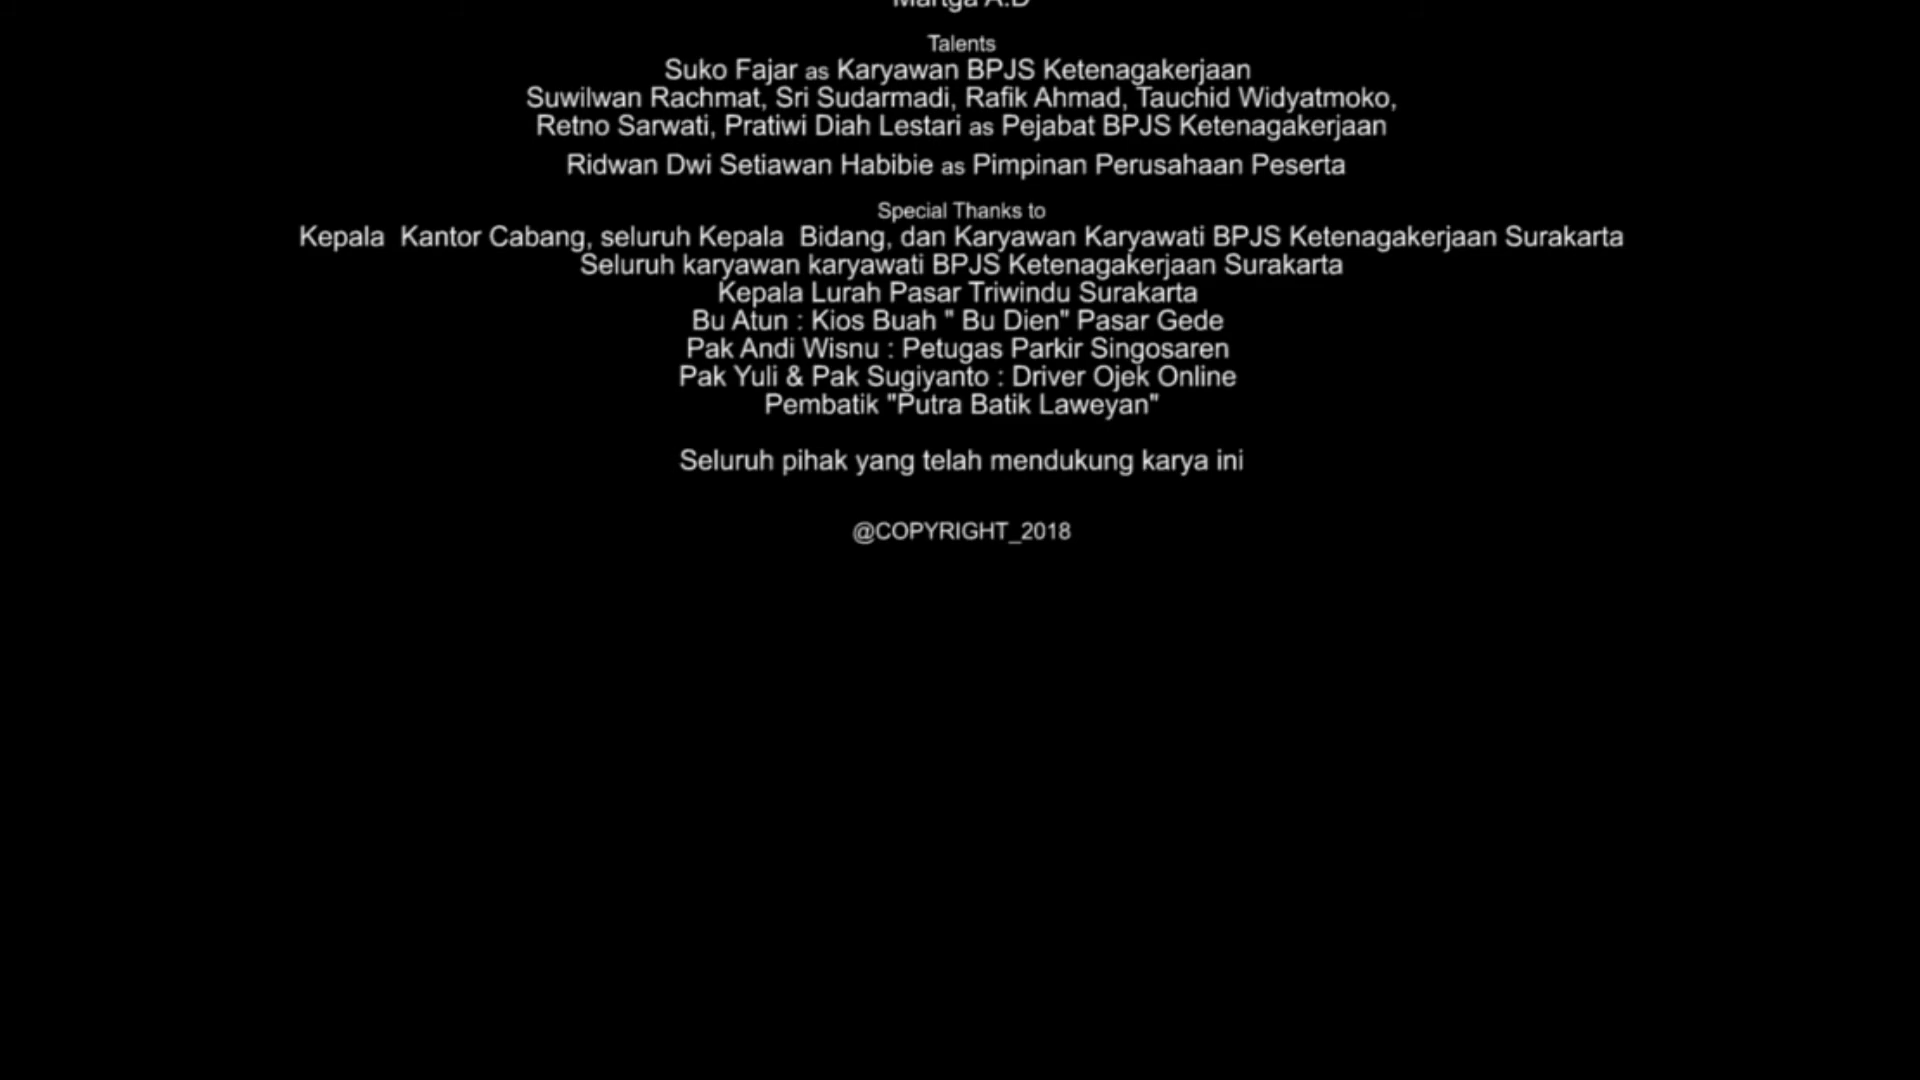 Martga A.D
Talents
Suko Fajar as Karyawan BPJS Ketenagakerjaan
Suwilwan Rachmat, Sri Sudarmadi, Rafik Ahmad, Tauchid Widyatmoko,
Retno Sarwati, Pratiwi Diah Lestari as Pejabat BPJS Ketenagakerjaan
Ridwan Dwi Setiawan Habibie as Pimpinan Perusahaan Peserta
Special Thanks to
Kepala  Kantor Cabang, seluruh Kepala  Bidang, dan Karyawan Karyawati BPJS Ketenagakerjaan Surakarta
Seluruh karyawan karyawati BPJS Ketenagakerjaan Surakarta
Kepala Lurah Pasar Triwindu Surakarta
Bu Atun : Kios Buah " Bu Dien" Pasar Gede
Pak Andi Wisnu : Petugas Parkir Singosaren
Pak Yuli & Pak Sugiyanto : Driver Ojek Online
Pembatik "Putra Batik Laweyan"
Seluruh pihak yang telah mendukung karya ini
@COPYRIGHT_2018